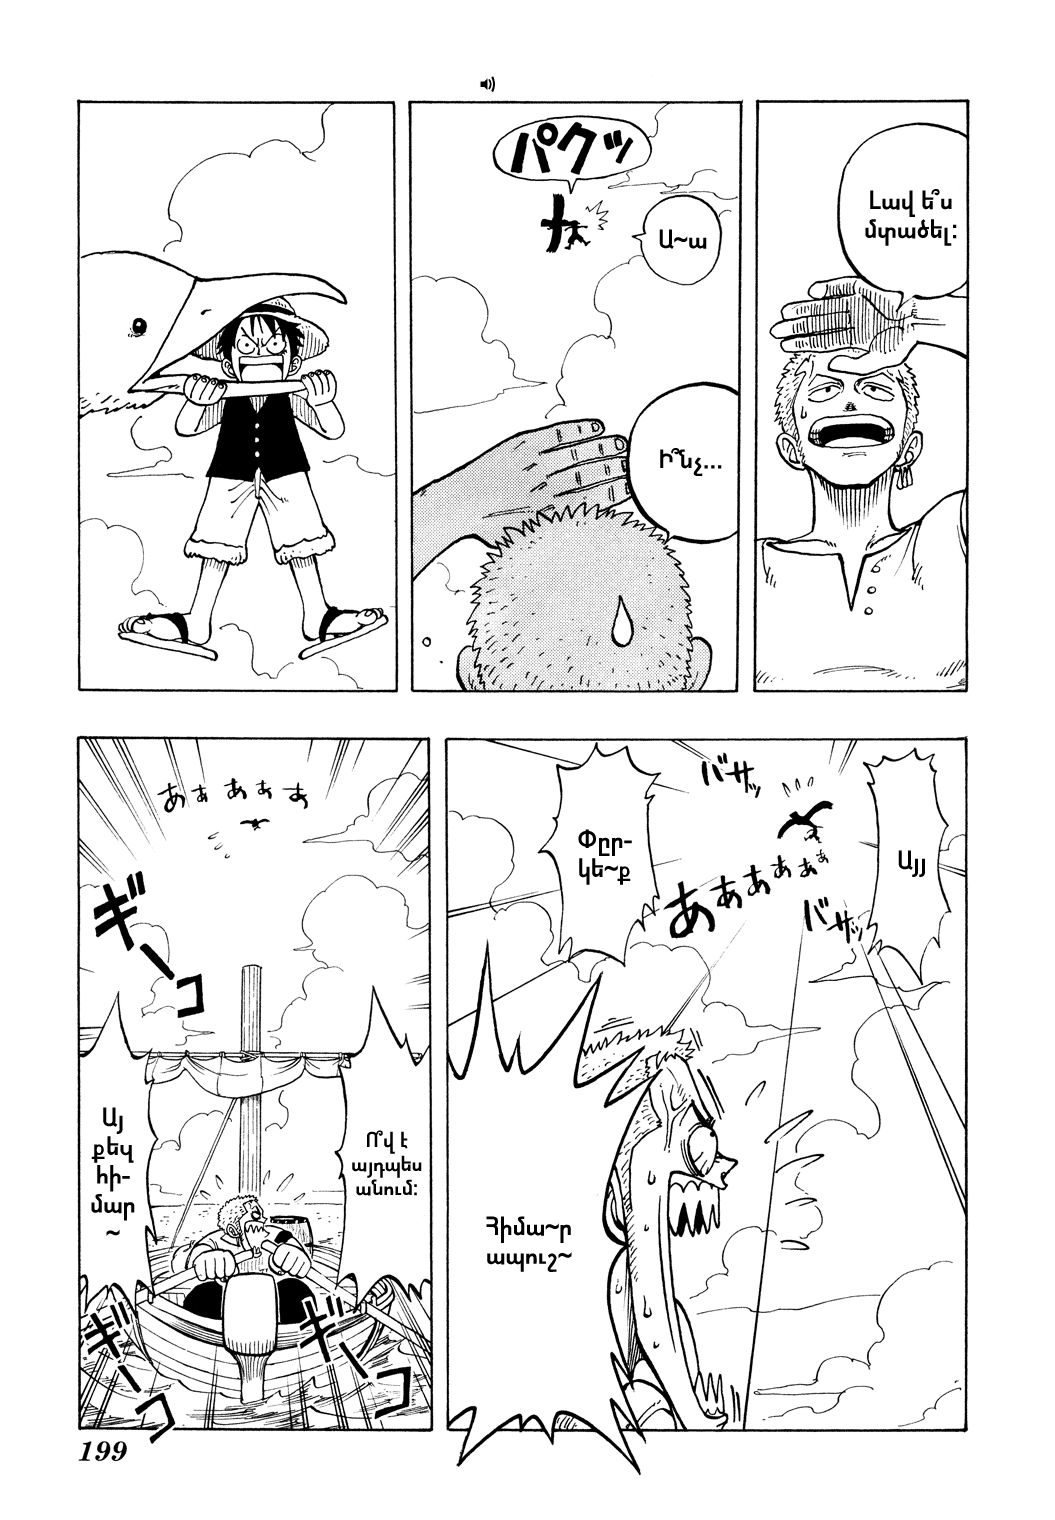 Լավ ե՞ս
մտածել:
パクッ
Ա~ա
Ի՞նչ...
Այյ
バサッ
ああああぁぁ
バサッ
Փըր-
կե~ք
Հիմա~ր
ապուշ~
あぁああぁ
ギーコ
Ո՞վ է
այդպես
անում:
Այ
քեզ
հի-
մար
~
ギーコ
ギーコ
199